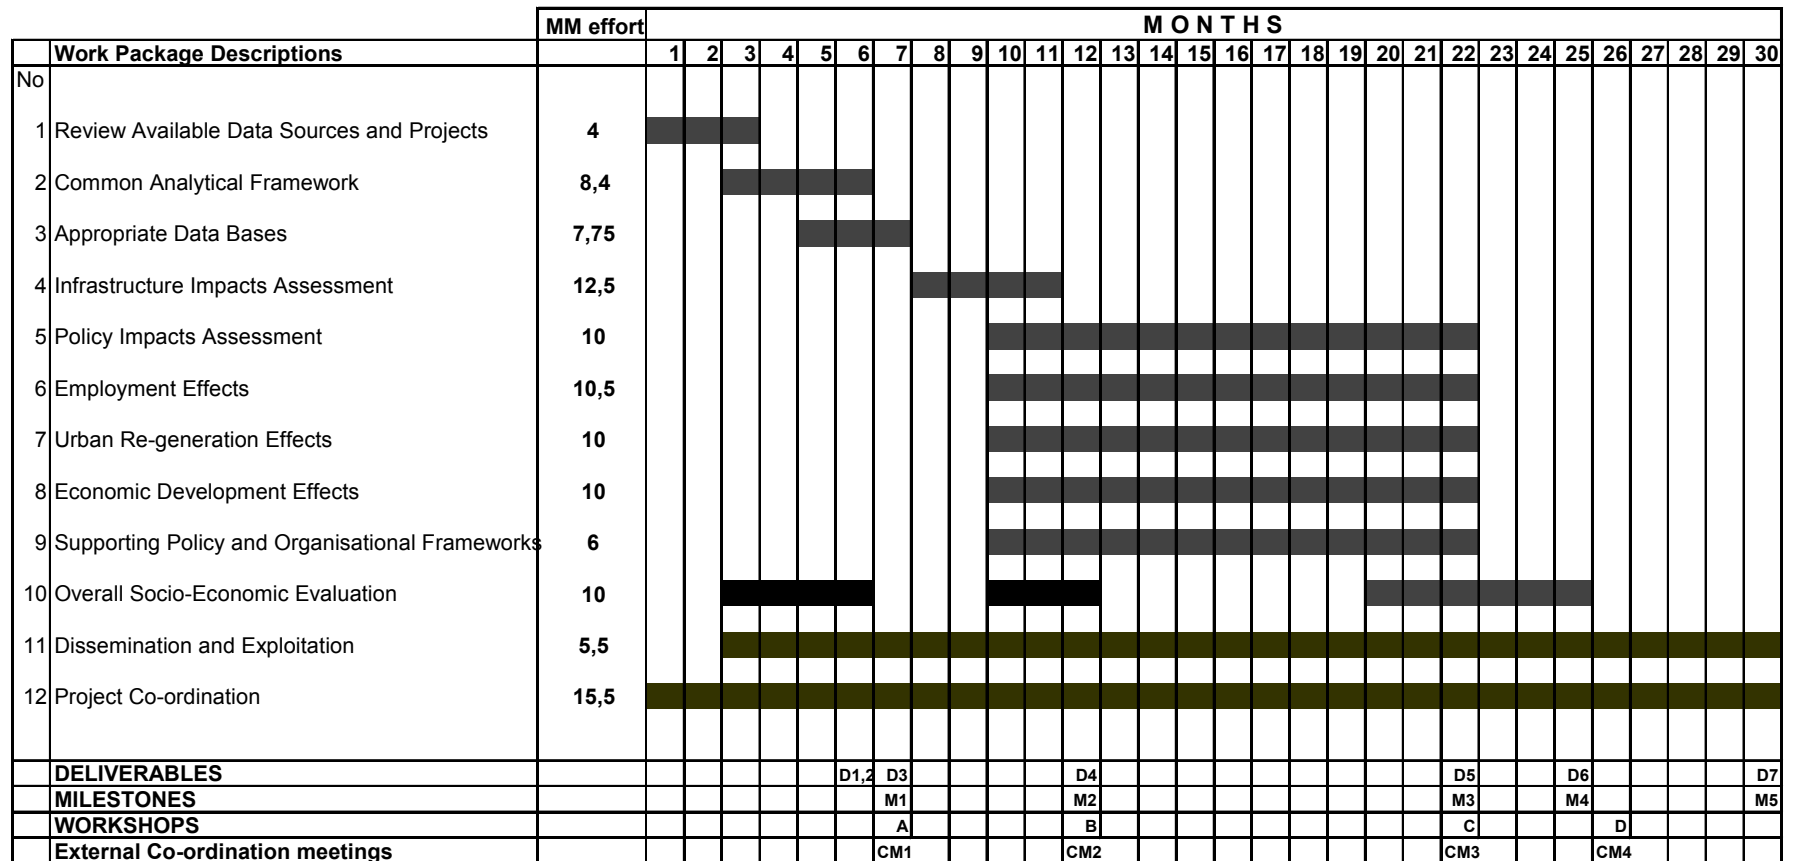 MM effort M O N T H S
Work Package Descriptions 1 2 3 4 5 6 7 8 9 10 11 12 13 14 15 16 17 18 19 20 21 22 23 24 25 26 27 28 29 30
No
1 Review Available Data Sources and Projects 4
2 Common Analytical Framework 8,4
3 Appropriate Data Bases 7,75
4 Infrastructure Impacts Assessment 12,5
5 Policy Impacts Assessment 10
6 Employment Effects 10,5
7 Urban Re-generation Effects 10
8 Economic Development Effects 10
9 Supporting Policy and Organisational Frameworks 6
10 Overall Socio-Economic Evaluation 10
11 Dissemination and Exploitation 5,5
12 Project Co-ordination 15,5
DELIVERABLES D1,2 D3 D4 D5 D6 D7
MILESTONES M1 M2 M3 M4 M5
WORKSHOPS A B C D
External Co-ordination meetings CM1 CM2 CM3 CM4